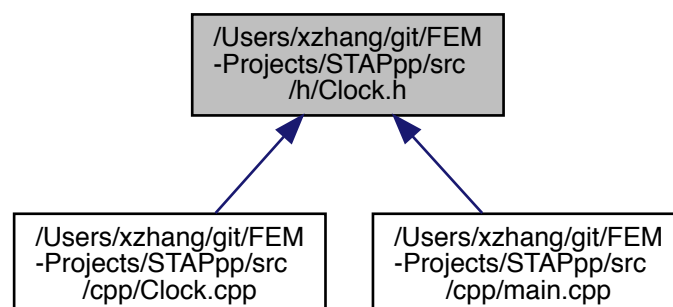 /Users/xzhang/git/FEM
-Projects/STAPpp/src
/h/Clock.h
/Users/xzhang/git/FEM
-Projects/STAPpp/src
/cpp/Clock.cpp
/Users/xzhang/git/FEM
-Projects/STAPpp/src
/cpp/main.cpp